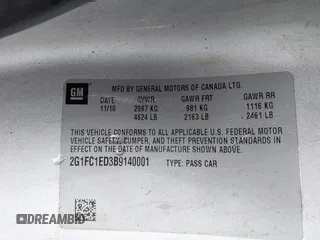 GM
MFD BY GENERAL MOTORS OF CANADA LTD.
DATE GVWR GAWR FRT GAWR RR
11/10 2097 KG 981 KG 1116 KG
4624 LB 2163 LB 2461 LB
THIS VEHICLE CONFORMS TO ALL APPLICABLE U.S. FEDERAL MOTOR
VEHICLE SAFETY, BUMPER, AND THEFT PREVENTION STANDARDS IN
EFFECT ON THE DATE OF MANUFACTURE SHOWN ABOVE.
2G1FC1ED3B9140001 TYPE: PASS CAR
DREAMBID